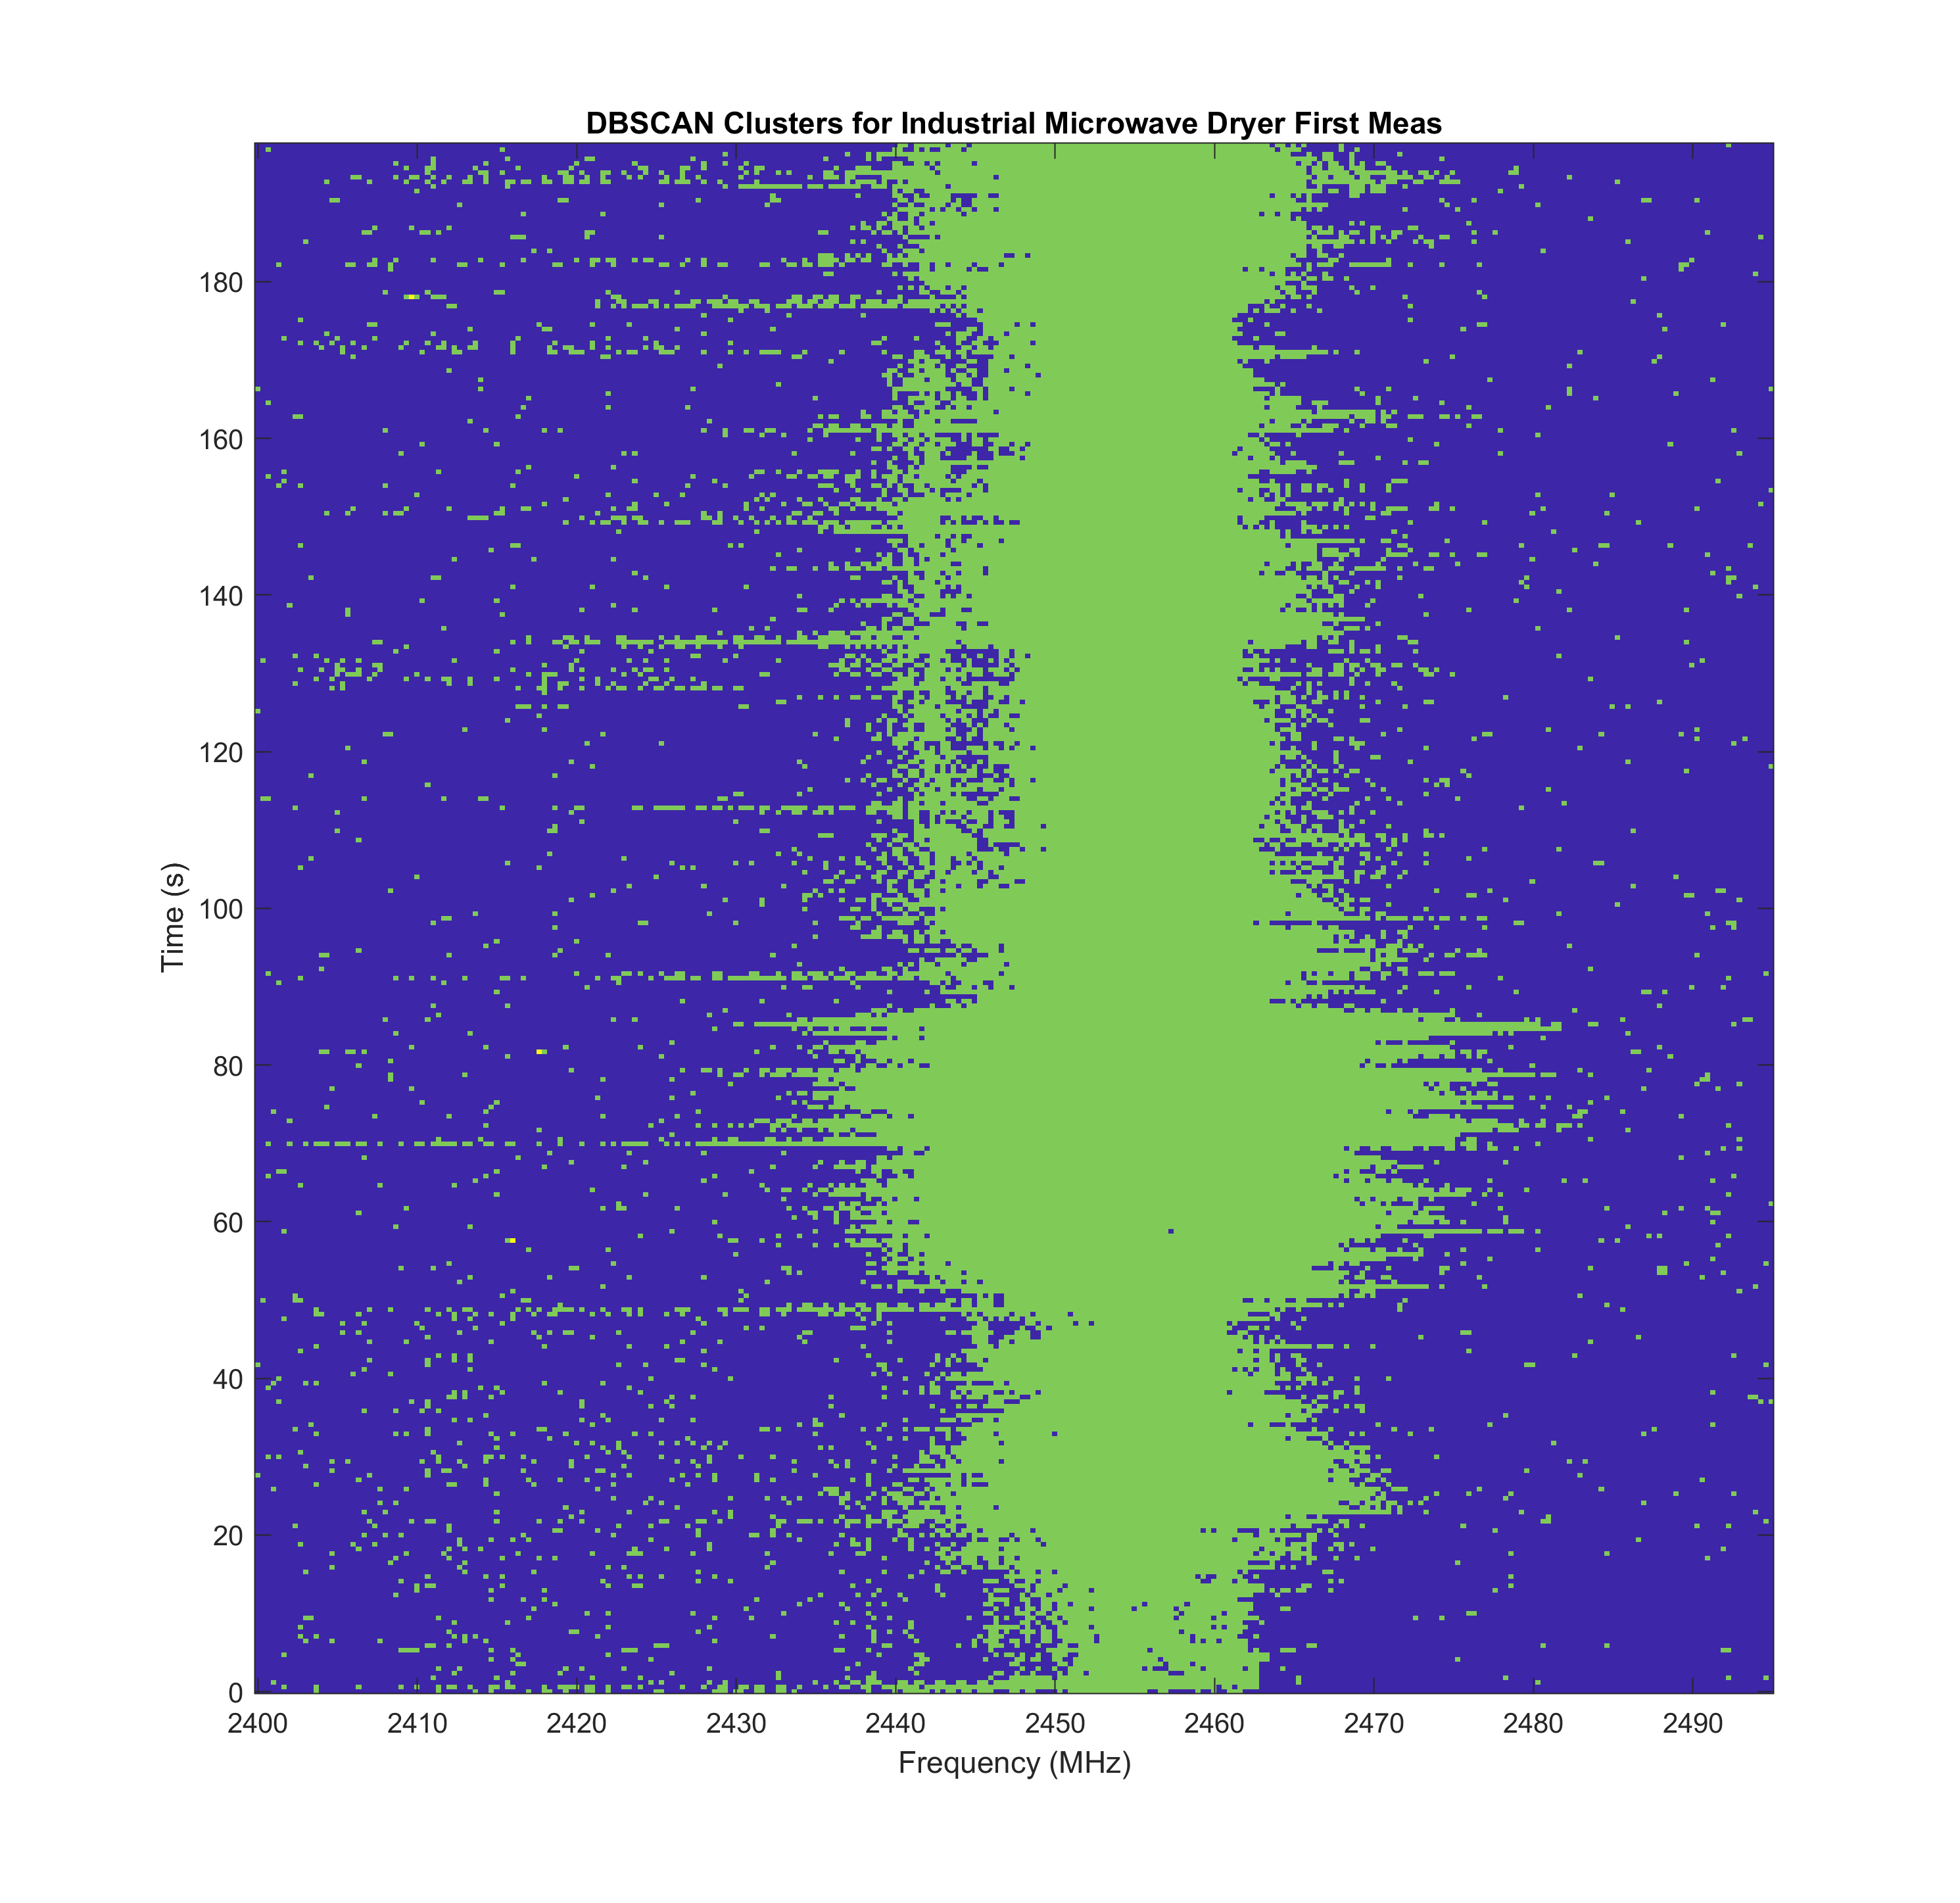 DBSCAN Clusters for Industrial Microwave Dryer First Meas
180
160
140
120
100
80
60
40
20
0
Time (s)
2400 2410 2420 2430 2440 2450 2460 2470 2480 2490
Frequency (MHz)